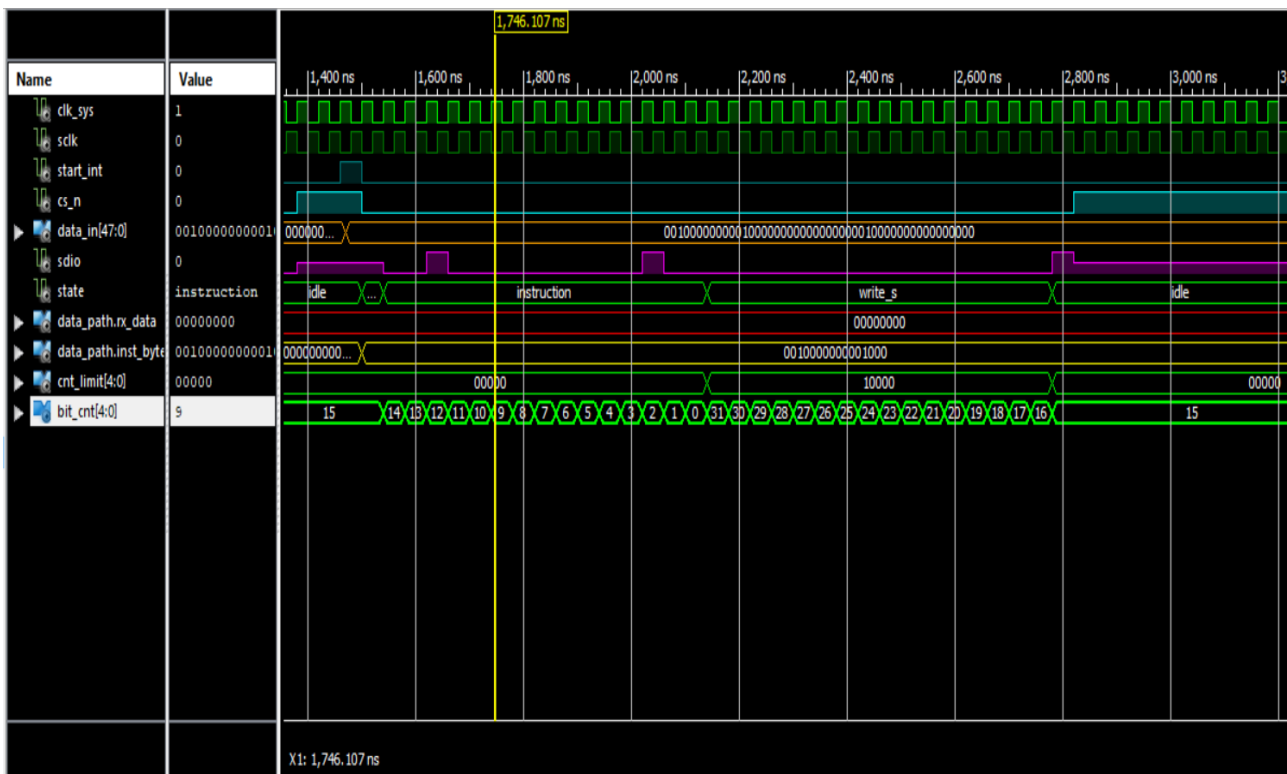 1,746.107 ns
Name Value 1,400 ns 1,600 ns 1,800 ns 2,000 ns 2,200 ns 2,400 ns 2,600 ns 2,800 ns 3,000 ns 3
clk_sys 1
sclk 0
start_int 0
cs_n 0
data_in[47:0] 00100000000010 000000... 001000000000100000000000000000010000000000000000
sdio 0
state instruction idle ... instruction write_s idle
data_path.rx_data 00000000 00000000
data_path.inst_byte 00100000000010 000000000... 0010000000001000
cnt_limit[4:0] 00000 00000 10000 00000
bit_cnt[4:0] 9 15 14 13 12 11 10 9 8 7 6 5 4 3 2 1 0 31 30 29 28 27 26 25 24 23 22 21 20 19 18 17 16 15
X1: 1,746.107 ns